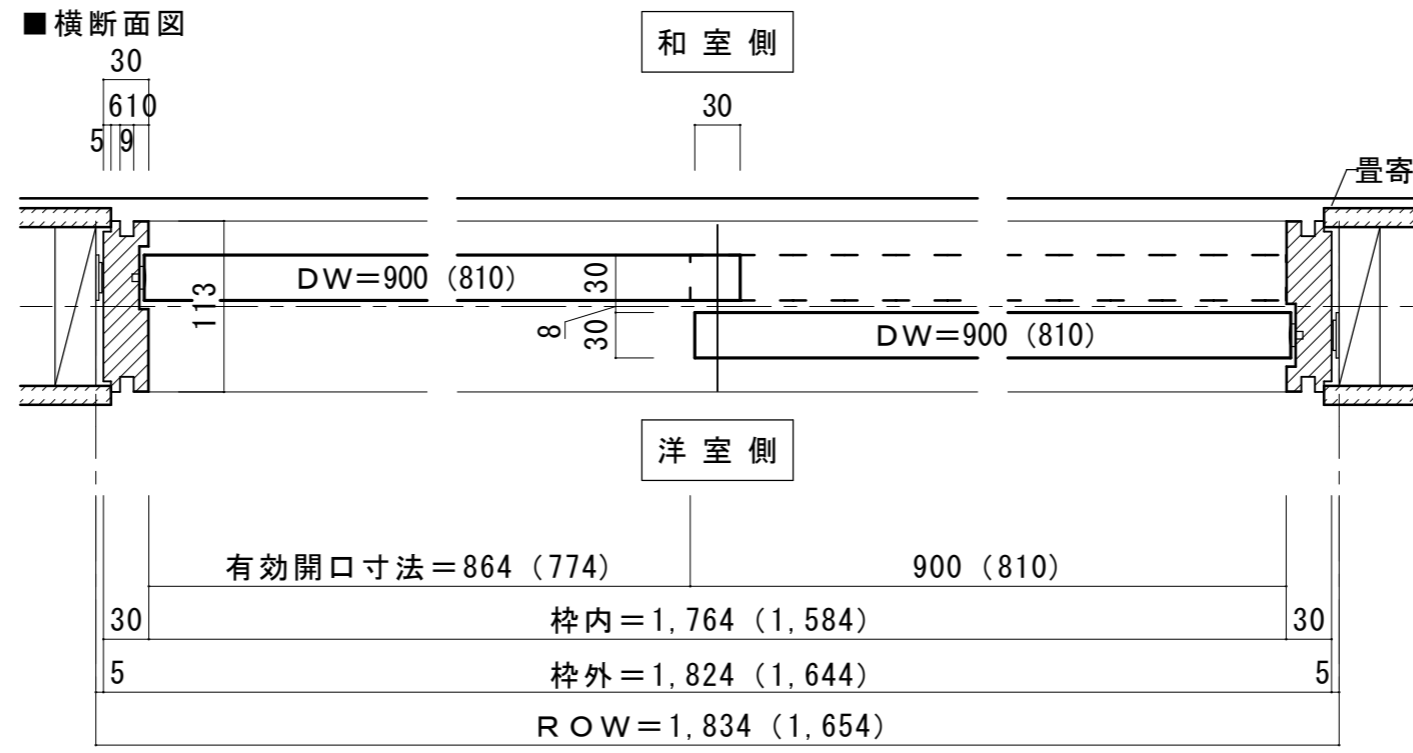 ■横断面図
和室側
30
610
5 9
30
畳寄
DW=900 (810)
113
30
8
30
DW=900 (810)
洋室側
有効開口寸法=864 (774)
900 (810)
30
枠内=1,764 (1,584)
30
5
枠外=1,824 (1,644)
5
ROW=1,834 (1,654)